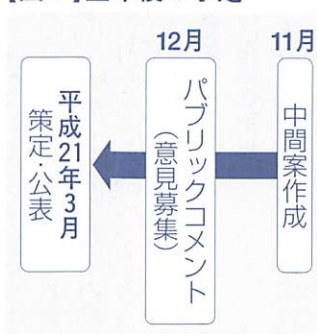 11月
中間案作成
12月
パブリックコメント
(意見募集)
平成21年3月
策定・公表